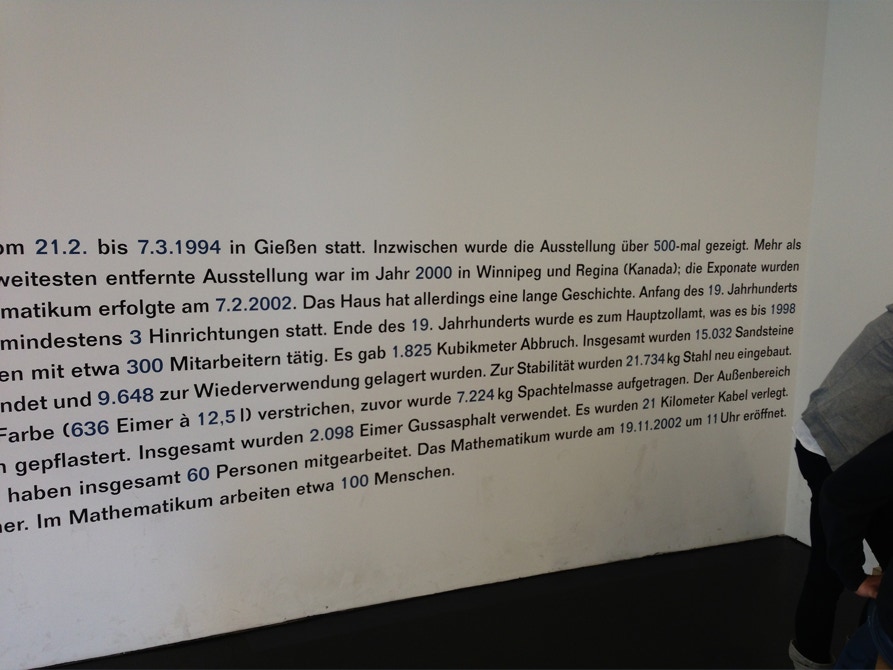 om 21.2. bis 7.3.1994 in Gießen statt. Inzwischen wurde die Ausstellung über 500-mal gezeigt. Mehr als
weitesten entfernte Ausstellung war im Jahr 2000 in Winnipeg und Regina (Kanada); die Exponate wurden
matikum erfolgte am 7.2.2002. Das Haus hat allerdings eine lange Geschichte. Anfang des 19. Jahrhunderts
mindestens 3 Hinrichtungen statt. Ende des 19. Jahrhunderts wurde es zum Hauptzollamt, was es bis 1998
en mit etwa 300 Mitarbeitern tätig. Es gab 1.825 Kubikmeter Abbruch. Insgesamt wurden 15.032 Sandsteine
ndet und 9.648 zur Wiederverwendung gelagert wurden. Zur Stabilität wurden 21.734 kg Stahl neu eingebaut.
Farbe (636 Eimer à 12,5 l) verstrichen, zuvor wurde 7.224 kg Spachtelmasse aufgetragen. Der Außenbereich
n gepflastert. Insgesamt wurden 2.098 Eimer Gussasphalt verwendet. Es wurden 21 Kilometer Kabel verlegt.
haben insgesamt 60 Personen mitgearbeitet. Das Mathematikum wurde am 19.11.2002 um 11 Uhr eröffnet.
ner. Im Mathematikum arbeiten etwa 100 Menschen.